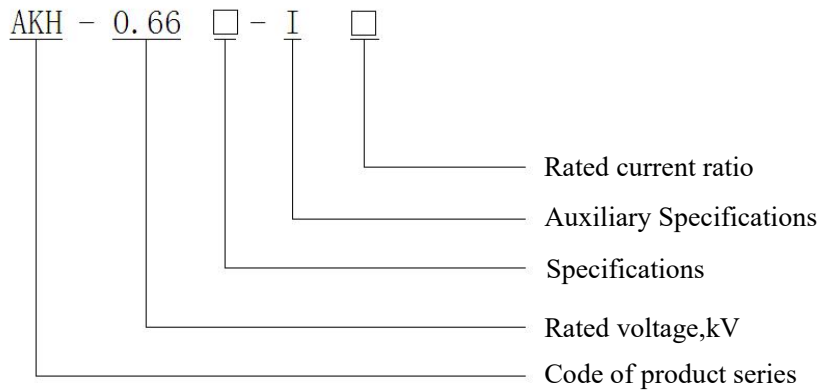 AKH - 0.66 □ - I □
Rated current ratio
Auxiliary Specifications
Specifications
Rated voltage,kV
Code of product series